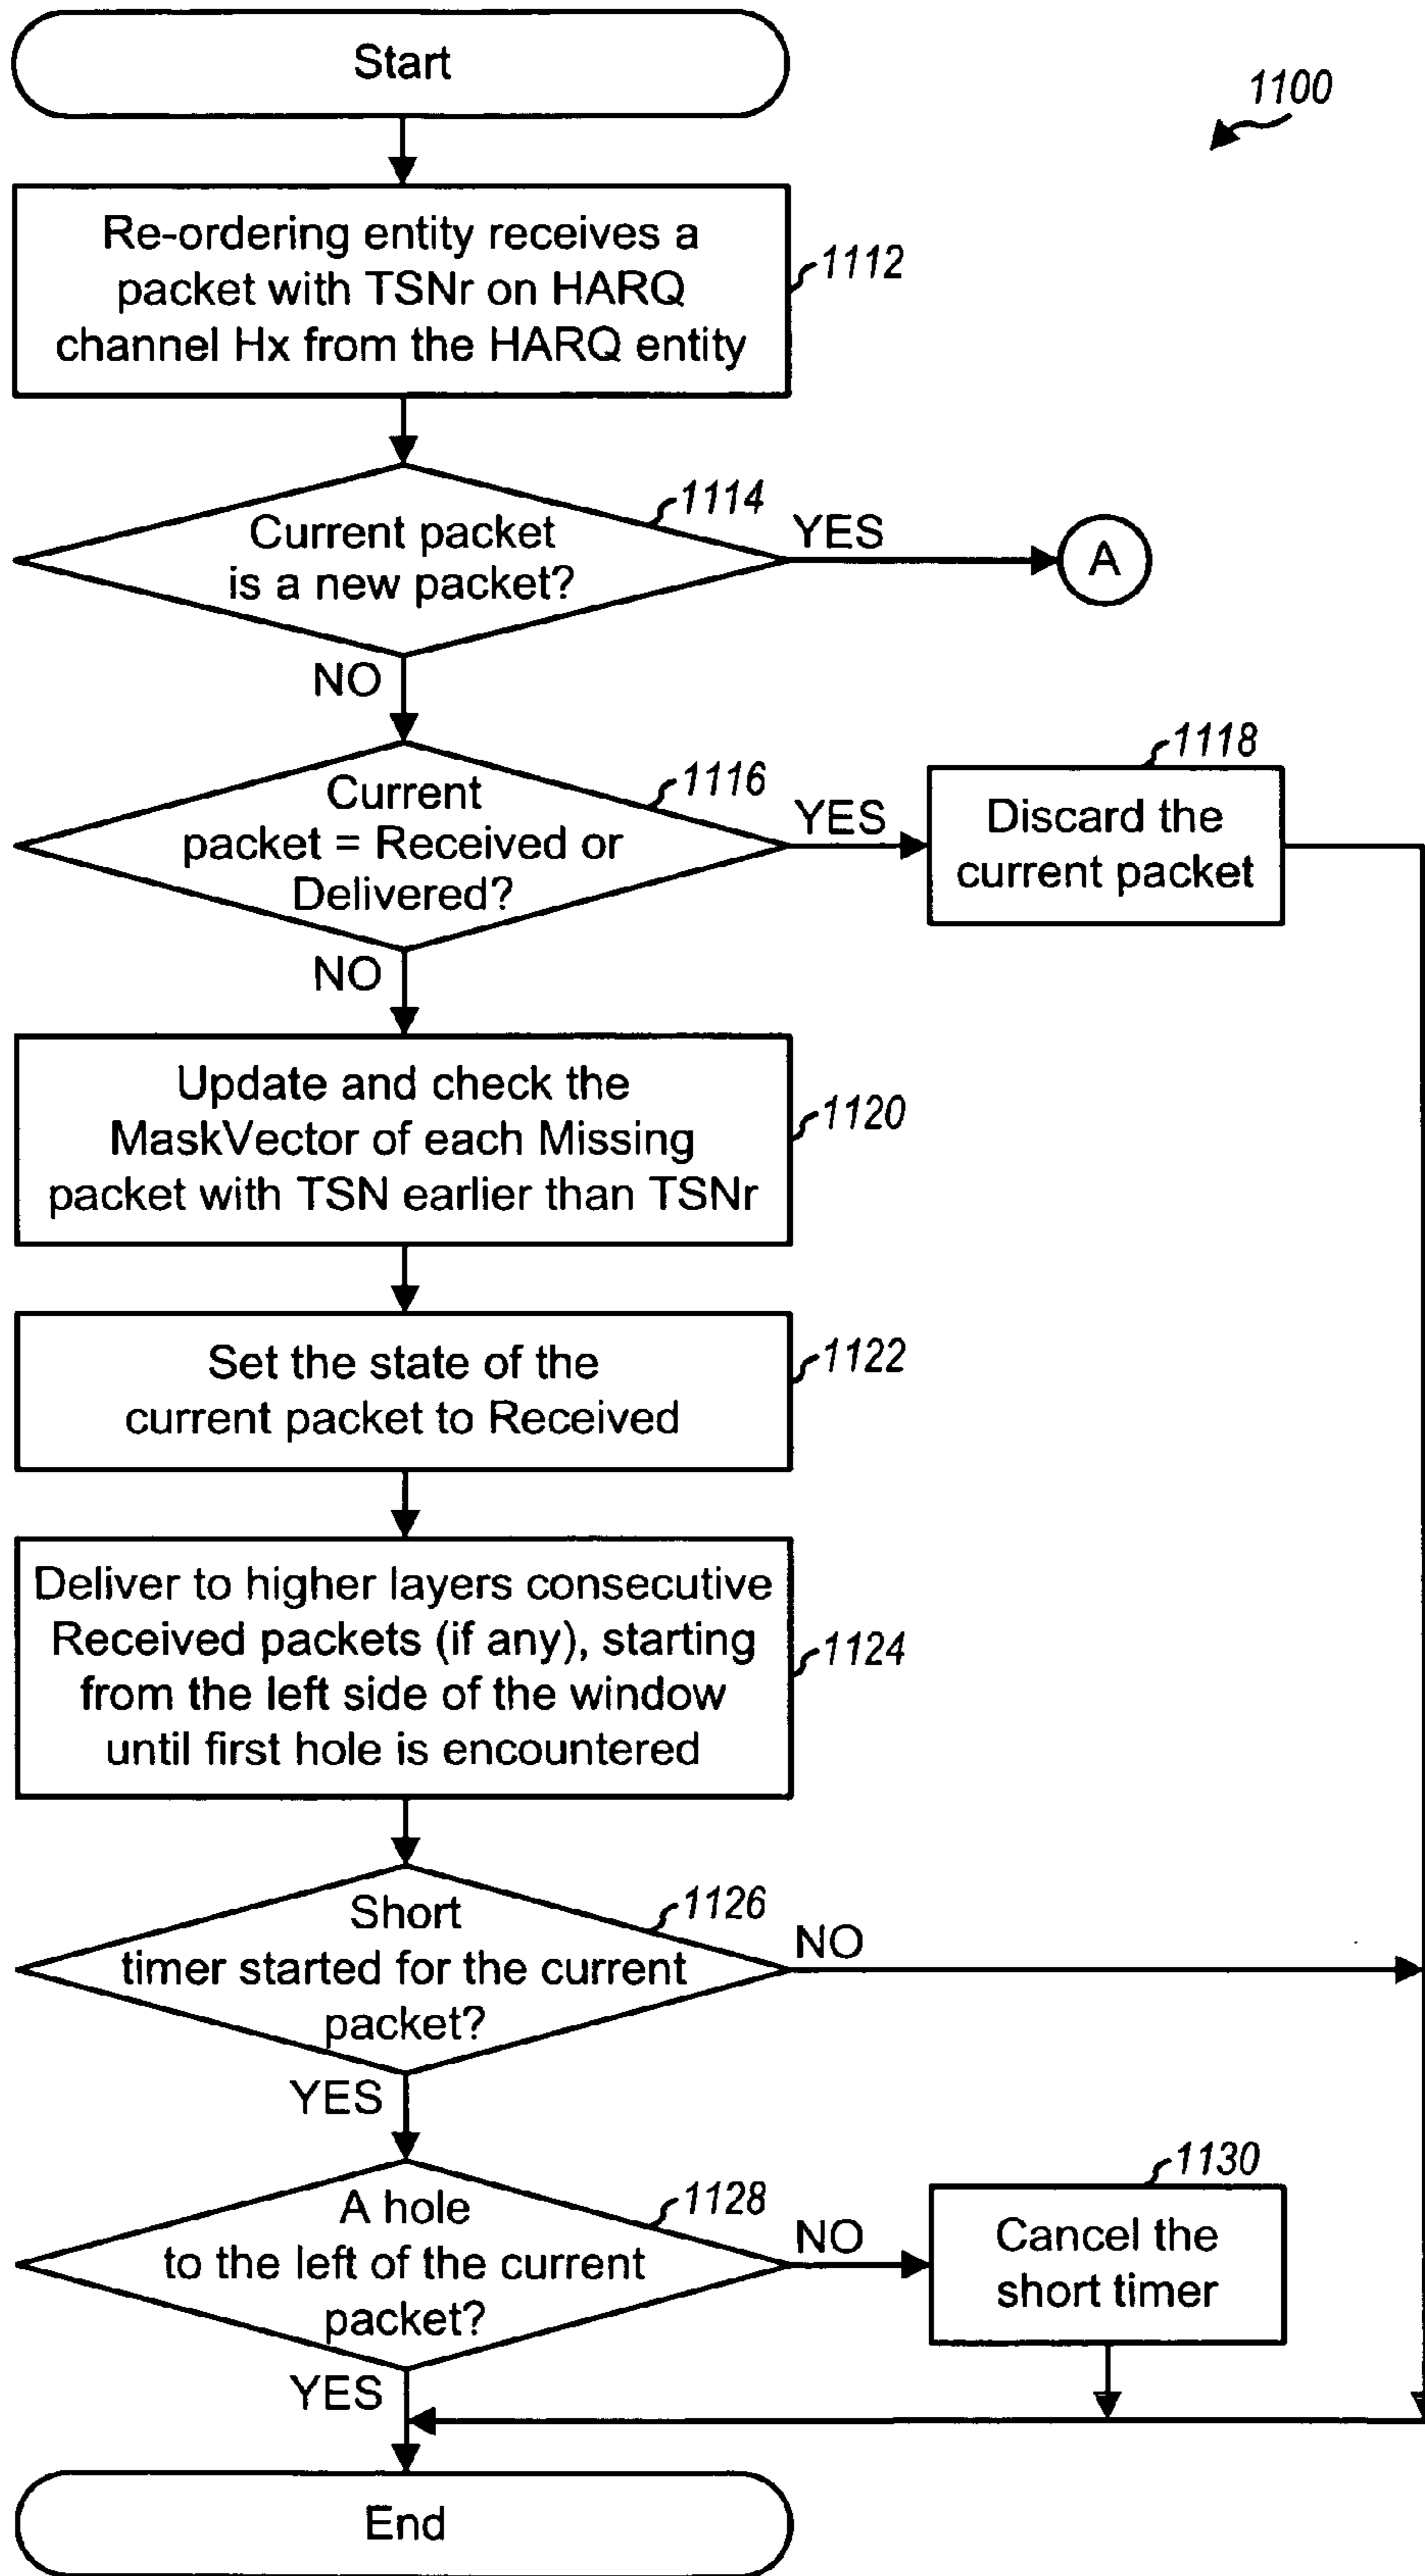 Start
1100
Re-ordering entity receives a
packet with TSNr on HARQ
channel Hx from the HARQ entity
1112
1114
Current packet
is a new packet?
YES
A
NO
1116
Current
packet = Received or
Delivered?
YES
1118
Discard the
current packet
NO
Update and check the
MaskVector of each Missing
packet with TSN earlier than TSNr
1120
Set the state of the
current packet to Received
1122
Deliver to higher layers consecutive
Received packets (if any), starting
from the left side of the window
until first hole is encountered
1124
1126
Short
timer started for the current
packet?
NO
YES
1128
A hole
to the left of the current
packet?
NO
1130
Cancel the
short timer
YES
End